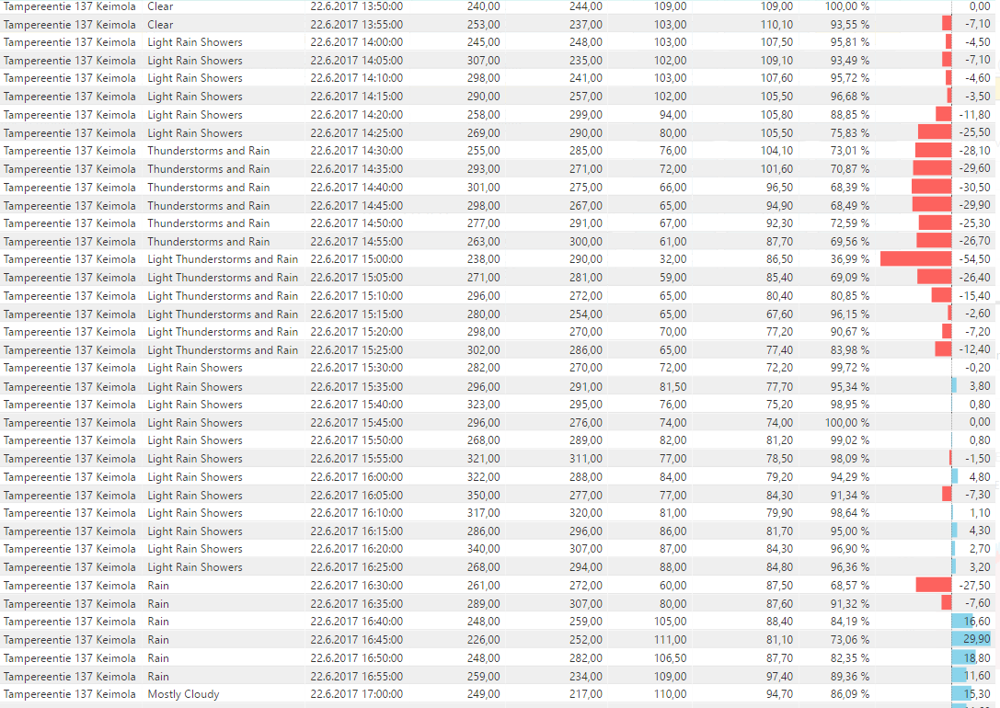 Tampereentie 137 Keimola Clear 22.6.2017 13:50:00 240,00 244,00 109,00 109,00 100,00 % 0,00
Tampereentie 137 Keimola Clear 22.6.2017 13:55:00 253,00 237,00 103,00 110,10 93,55 % -7,10
Tampereentie 137 Keimola Light Rain Showers 22.6.2017 14:00:00 245,00 248,00 103,00 107,50 95,81 % -4,50
Tampereentie 137 Keimola Light Rain Showers 22.6.2017 14:05:00 307,00 235,00 102,00 109,10 93,49 % -7,10
Tampereentie 137 Keimola Light Rain Showers 22.6.2017 14:10:00 298,00 241,00 103,00 107,60 95,72 % -4,60
Tampereentie 137 Keimola Light Rain Showers 22.6.2017 14:15:00 290,00 257,00 102,00 105,50 96,68 % -3,50
Tampereentie 137 Keimola Light Rain Showers 22.6.2017 14:20:00 258,00 299,00 94,00 105,80 88,85 % -11,80
Tampereentie 137 Keimola Light Rain Showers 22.6.2017 14:25:00 269,00 290,00 80,00 105,50 75,83 % -25,50
Tampereentie 137 Keimola Thunderstorms and Rain 22.6.2017 14:30:00 255,00 285,00 76,00 104,10 73,01 % -28,10
Tampereentie 137 Keimola Thunderstorms and Rain 22.6.2017 14:35:00 293,00 271,00 72,00 101,60 70,87 % -29,60
Tampereentie 137 Keimola Thunderstorms and Rain 22.6.2017 14:40:00 301,00 275,00 66,00 96,50 68,39 % -30,50
Tampereentie 137 Keimola Thunderstorms and Rain 22.6.2017 14:45:00 298,00 267,00 65,00 94,90 68,49 % -29,90
Tampereentie 137 Keimola Thunderstorms and Rain 22.6.2017 14:50:00 277,00 291,00 67,00 92,30 72,59 % -25,30
Tampereentie 137 Keimola Thunderstorms and Rain 22.6.2017 14:55:00 263,00 300,00 61,00 87,70 69,56 % -26,70
Tampereentie 137 Keimola Light Thunderstorms and Rain 22.6.2017 15:00:00 238,00 290,00 32,00 86,50 36,99 % -54,50
Tampereentie 137 Keimola Light Thunderstorms and Rain 22.6.2017 15:05:00 271,00 281,00 59,00 85,40 69,09 % -26,40
Tampereentie 137 Keimola Light Thunderstorms and Rain 22.6.2017 15:10:00 296,00 272,00 65,00 80,40 80,85 % -15,40
Tampereentie 137 Keimola Light Thunderstorms and Rain 22.6.2017 15:15:00 280,00 254,00 65,00 67,60 96,15 % -2,60
Tampereentie 137 Keimola Light Thunderstorms and Rain 22.6.2017 15:20:00 298,00 270,00 70,00 77,20 90,67 % -7,20
Tampereentie 137 Keimola Light Thunderstorms and Rain 22.6.2017 15:25:00 302,00 286,00 65,00 77,40 83,98 % -12,40
Tampereentie 137 Keimola Light Rain Showers 22.6.2017 15:30:00 282,00 270,00 72,00 72,20 99,72 % -0,20
Tampereentie 137 Keimola Light Rain Showers 22.6.2017 15:35:00 296,00 291,00 81,50 77,70 95,34 % 3,80
Tampereentie 137 Keimola Light Rain Showers 22.6.2017 15:40:00 323,00 295,00 76,00 75,20 98,95 % 0,80
Tampereentie 137 Keimola Light Rain Showers 22.6.2017 15:45:00 296,00 276,00 74,00 74,00 100,00 % 0,00
Tampereentie 137 Keimola Light Rain Showers 22.6.2017 15:50:00 268,00 289,00 82,00 81,20 99,02 % 0,80
Tampereentie 137 Keimola Light Rain Showers 22.6.2017 15:55:00 321,00 311,00 77,00 78,50 98,09 % -1,50
Tampereentie 137 Keimola Light Rain Showers 22.6.2017 16:00:00 322,00 288,00 84,00 79,20 94,29 % 4,80
Tampereentie 137 Keimola Light Rain Showers 22.6.2017 16:05:00 350,00 277,00 77,00 84,30 91,34 % -7,30
Tampereentie 137 Keimola Light Rain Showers 22.6.2017 16:10:00 317,00 320,00 81,00 79,90 98,64 % 1,10
Tampereentie 137 Keimola Light Rain Showers 22.6.2017 16:15:00 286,00 296,00 86,00 81,70 95,00 % 4,30
Tampereentie 137 Keimola Light Rain Showers 22.6.2017 16:20:00 340,00 307,00 87,00 84,30 96,90 % 2,70
Tampereentie 137 Keimola Light Rain Showers 22.6.2017 16:25:00 268,00 294,00 88,00 84,80 96,36 % 3,20
Tampereentie 137 Keimola Rain 22.6.2017 16:30:00 261,00 272,00 60,00 87,50 68,57 % -27,50
Tampereentie 137 Keimola Rain 22.6.2017 16:35:00 289,00 307,00 80,00 87,60 91,32 % -7,60
Tampereentie 137 Keimola Rain 22.6.2017 16:40:00 248,00 259,00 105,00 88,40 84,19 % 16,60
Tampereentie 137 Keimola Rain 22.6.2017 16:45:00 226,00 252,00 111,00 81,10 73,06 % 29,90
Tampereentie 137 Keimola Rain 22.6.2017 16:50:00 248,00 282,00 106,50 87,70 82,35 % 18,80
Tampereentie 137 Keimola Rain 22.6.2017 16:55:00 259,00 234,00 109,00 97,40 89,36 % 11,60
Tampereentie 137 Keimola Mostly Cloudy 22.6.2017 17:00:00 249,00 217,00 110,00 94,70 86,09 % 15,30